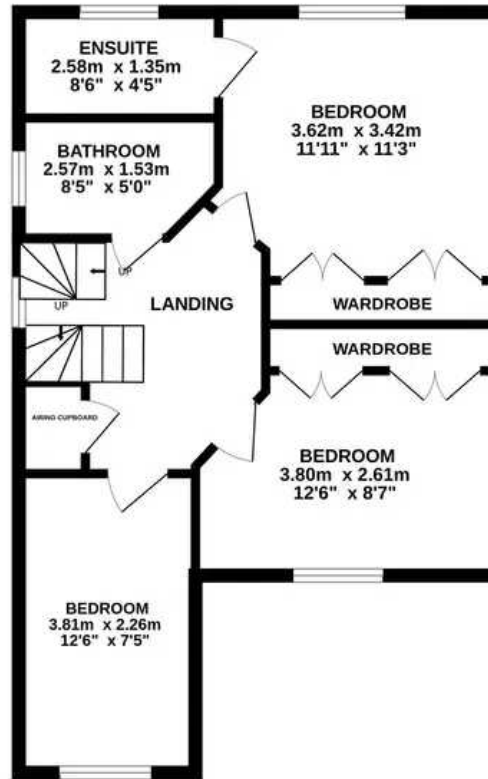 ENSUITE
2.58m x 1.35m
8'6" x 4'5"
BEDROOM
3.62m x 3.42m
11'11" x 11'3"
BATHROOM
2.57m x 1.53m
8'5" x 5'0"
UP
UP
LANDING
WARDROBE
WARDROBE
AIRING CUPBOARD
BEDROOM
3.80m x 2.61m
12'6" x 8'7"
BEDROOM
3.81m x 2.26m
12'6" x 7'5"